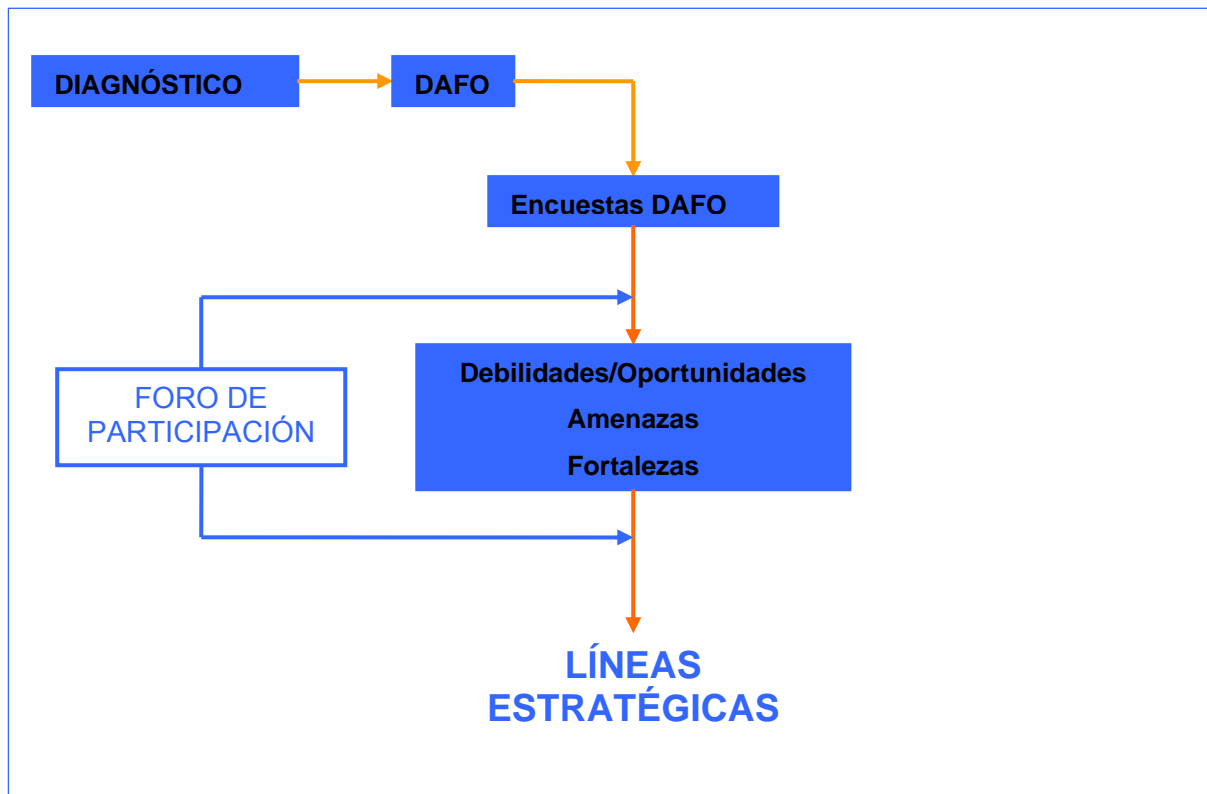 DIAGNÓSTICO
DAFO
Encuestas DAFO
Debilidades/Oportunidades
Amenazas
Fortalezas
FORO DE
PARTICIPACIÓN
LÍNEAS
ESTRATÉGICAS